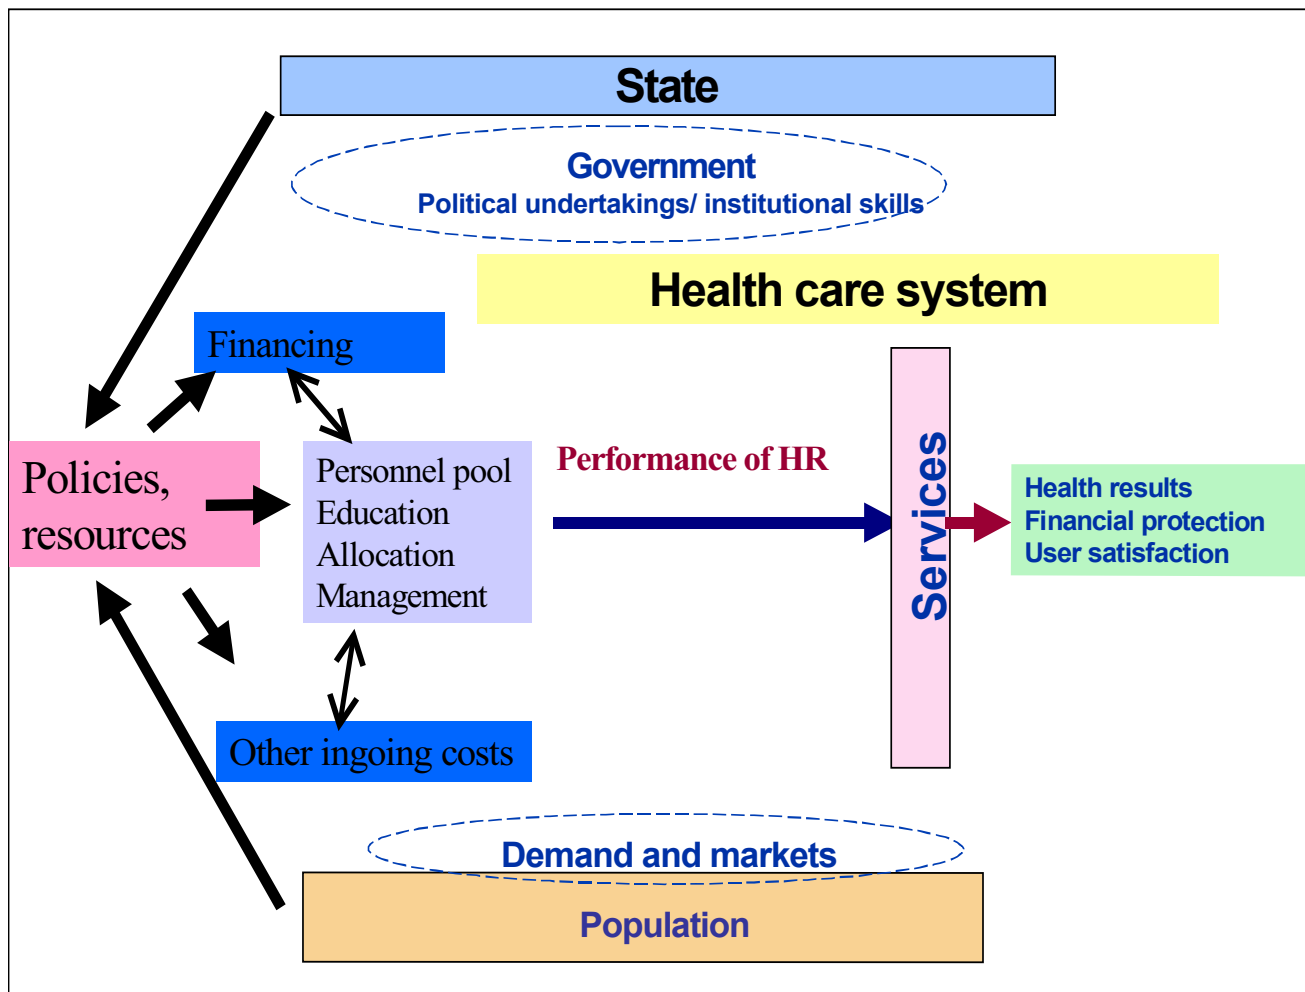 State
Government
Political undertakings/ institutional skills
Health care system
Financing
Policies,
resources
Personnel pool
Education
Allocation
Management
Performance of HR
Services
Health results
Financial protection
User satisfaction
Other ingoing costs
Demand and markets
Population